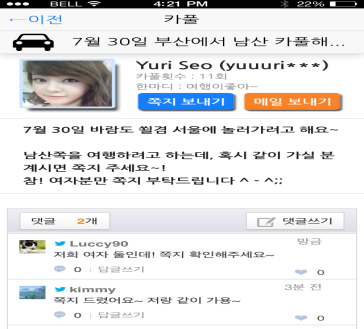 BELL 4:21 PM 22%
←이전 카풀
7월 30일 부산에서 남산 카풀해...
Yuri Seo (yuuuri***)
카풀횟수 : 11회
한마디 : 여행이좋아~
쪽지 보내기 메일 보내기
7월 30일 바람도 쐴겸 서울에 놀러가려고 해요~
남산쪽을 여행하려고 하는데, 혹시 같이 가실 분
계시면 쪽지 주세요~!
참! 여자분만 쪽지 부탁드립니다 ^ - ^;;
댓글 2개 댓글쓰기
Luccy90 방금
저희 여자 둘인데! 쪽지 확인해주세요~
0 | 답글쓰기 0
kimmy 3분 전
쪽지 드렸어요~ 저랑 같이 가용~
0 | 답글쓰기 0